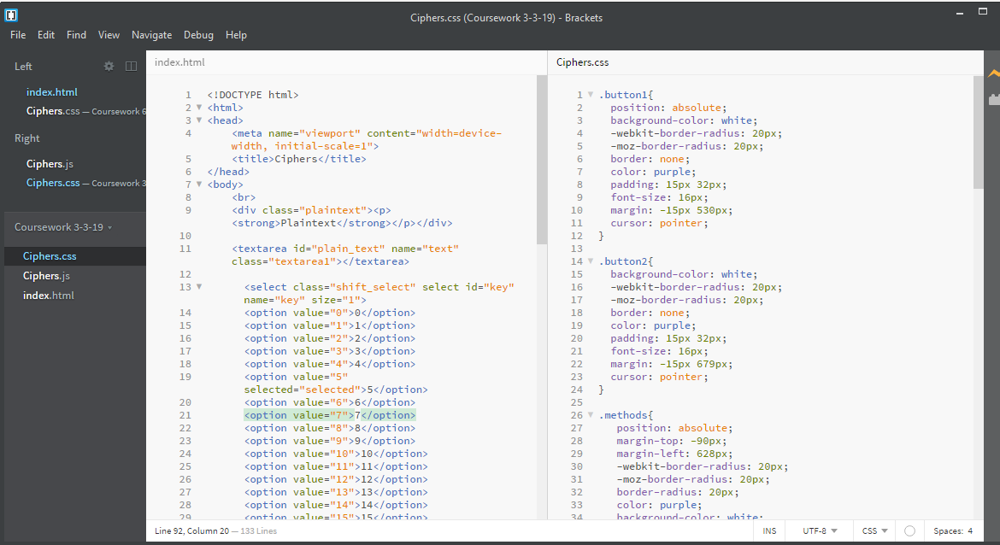 Ciphers.css (Coursework 3-3-19) - Brackets
File Edit Find View Navigate Debug Help
Left
index.html
Ciphers.css — Coursework 6
Right
Ciphers.js
Ciphers.css — Coursework 3
Coursework 3-3-19
Ciphers.css
Ciphers.js
index.html
index.html
1 <!DOCTYPE html>
2 <html>
3 <head>
4 <meta name="viewport" content="width=device-
width, initial-scale=1">
5 <title>Ciphers</title>
6 </head>
7 <body>
8 <br>
9 <div class="plaintext"><p>
<strong>Plaintext</strong></p></div>
10
11 <textarea id="plain_text" name="text"
class="textarea1"></textarea>
12
13 <select class="shift_select" select id="key"
name="key" size="1">
14 <option value="0">0</option>
15 <option value="1">1</option>
16 <option value="2">2</option>
17 <option value="3">3</option>
18 <option value="4">4</option>
19 <option value="5"
selected="selected">5</option>
20 <option value="6">6</option>
21 <option value="7">7</option>
22 <option value="8">8</option>
23 <option value="9">9</option>
24 <option value="10">10</option>
25 <option value="11">11</option>
26 <option value="12">12</option>
27 <option value="13">13</option>
28 <option value="14">14</option>
29 <option value="15">15</option>
Ciphers.css
1 .button1{
2 position: absolute;
3 background-color: white;
4 -webkit-border-radius: 20px;
5 -moz-border-radius: 20px;
6 border: none;
7 color: purple;
8 padding: 15px 32px;
9 font-size: 16px;
10 margin: -15px 530px;
11 cursor: pointer;
12 }
13
14 .button2{
15 background-color: white;
16 -webkit-border-radius: 20px;
17 -moz-border-radius: 20px;
18 border: none;
19 color: purple;
20 padding: 15px 32px;
21 font-size: 16px;
22 margin: -15px 679px;
23 cursor: pointer;
24 }
25
26 .methods{
27 position: absolute;
28 margin-top: -90px;
29 margin-left: 628px;
30 -webkit-border-radius: 20px;
31 -moz-border-radius: 20px;
32 border-radius: 20px;
33 color: purple;
34 background-color: white;
Line 92, Column 20 — 133 Lines
INS UTF-8 CSS Spaces: 4